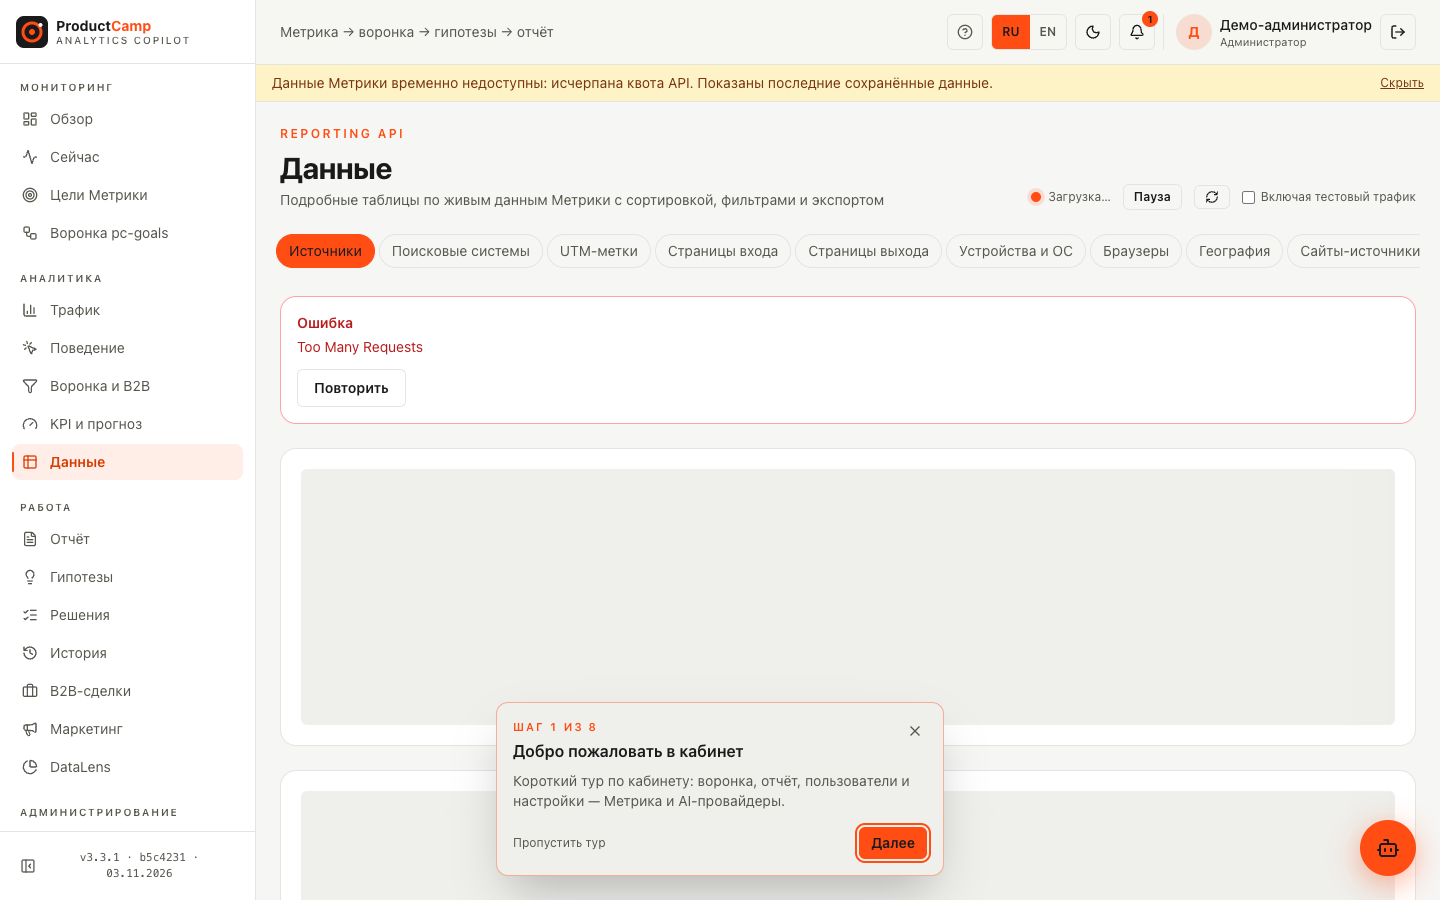 ProductCamp
ANALYTICS COPILOT
МОНИТОРИНГ
Обзор
Сейчас
Цели Метрики
Воронка pc-goals
АНАЛИТИКА
Трафик
Поведение
Воронка и B2B
KPI и прогноз
Данные
РАБОТА
Отчёт
Гипотезы
Решения
История
B2B-сделки
Маркетинг
DataLens
АДМИНИСТРИРОВАНИЕ
v3.3.1 · b5c4231 ·
03.11.2026
Метрика → воронка → гипотезы → отчёт
RU EN
1
Д
Демо-администратор
Администратор
Данные Метрики временно недоступны: исчерпана квота API. Показаны последние сохранённые данные.
Скрыть
REPORTING API
Данные
Подробные таблицы по живым данным Метрики с сортировкой, фильтрами и экспортом
Загрузка...
Пауза
Включая тестовый трафик
Источники
Поисковые системы
UTM-метки
Страницы входа
Страницы выхода
Устройства и ОС
Браузеры
География
Сайты-источники
Ошибка
Too Many Requests
Повторить
ШАГ 1 ИЗ 8
Добро пожаловать в кабинет
Короткий тур по кабинету: воронка, отчёт, пользователи и
настройки — Метрика и AI-провайдеры.
Пропустить тур
Далее